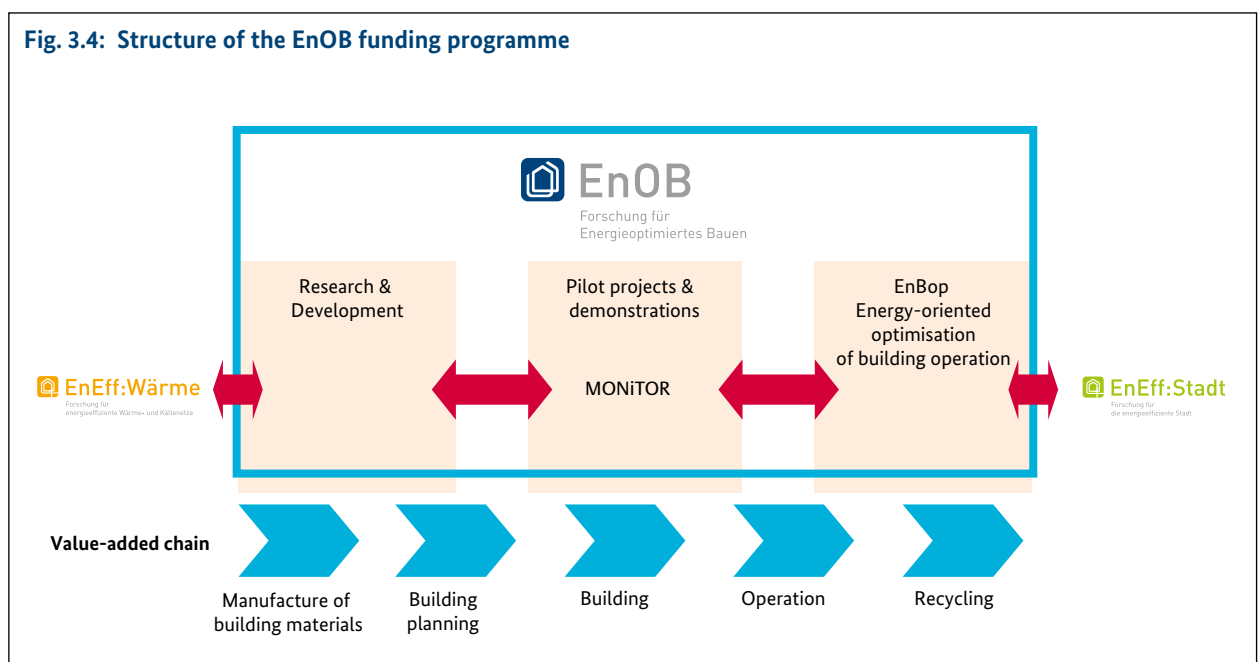 Fig. 3.4: Structure of the EnOB funding programme
EnOB
Forschung für
Energieoptimiertes Bauen
Research &
Development
Pilot projects &
demonstrations
MONiTOR
EnBop
Energy-oriented
optimisation
of building operation
EnEff:Wärme
Forschung für
energieeffiziente Wärme- und Kältenetze
EnEff:Stadt
Forschung für
die energieeffiziente Stadt
Value-added chain
Manufacture of
building materials
Building
planning
Building
Operation
Recycling